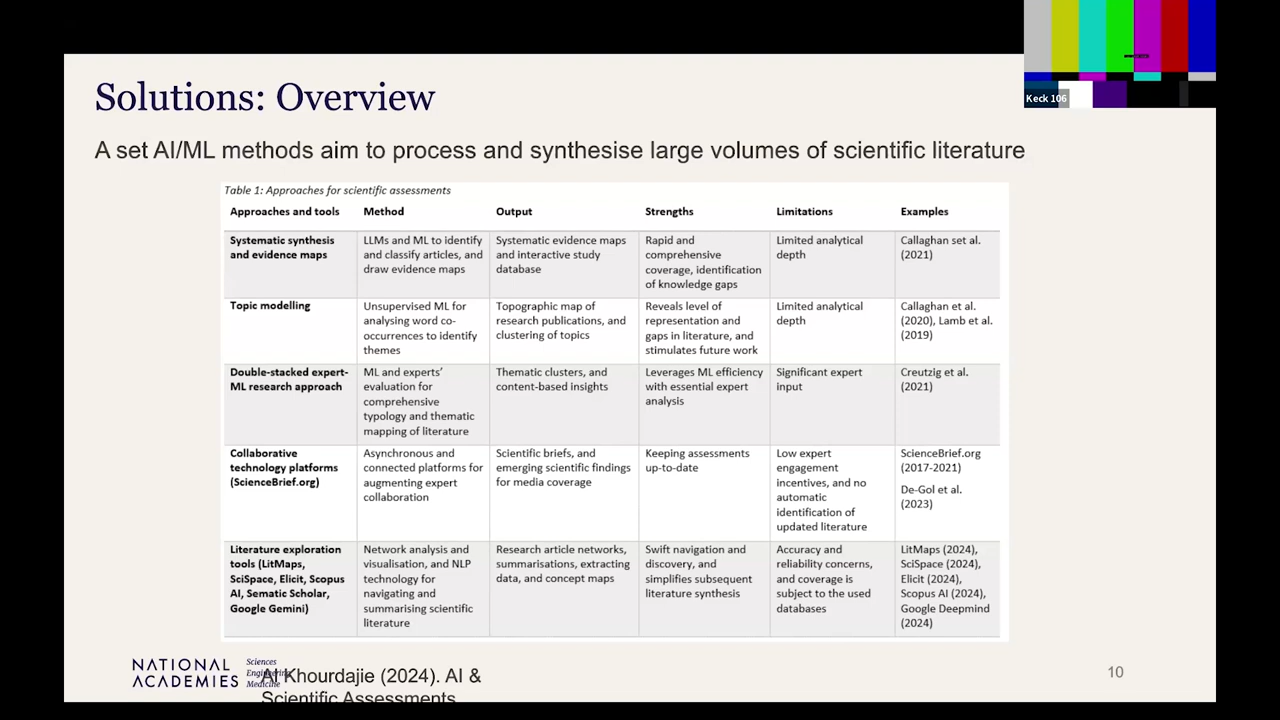 Keck 106
Solutions: Overview
A set AI/ML methods aim to process and synthesise large volumes of scientific literature
Table 1: Approaches for scientific assessments
Approaches and tools
Method
Output
Strengths
Limitations
Examples
Systematic synthesis
and evidence maps
LLMs and ML to identify
and classify articles, and
draw evidence maps
Systematic evidence maps
and interactive study
database
Rapid and
comprehensive
coverage, identification
of knowledge gaps
Limited analytical
depth
Callaghan set al.
(2021)
Topic modelling
Unsupervised ML for
analysing word co-
occurrences to identify
themes
Topographic map of
research publications, and
clustering of topics
Reveals level of
representation and
gaps in literature, and
stimulates future work
Limited analytical
depth
Callaghan et al.
(2020), Lamb et al.
(2019)
Double-stacked expert-
ML research approach
ML and experts'
evaluation for
comprehensive
typology and thematic
mapping of literature
Thematic clusters, and
content-based insights
Leverages ML efficiency
with essential expert
analysis
Significant expert
input
Creutzig et al.
(2021)
Collaborative
technology platforms
(ScienceBrief.org)
Asynchronous and
connected platforms for
augmenting expert
collaboration
Scientific briefs, and
emerging scientific findings
for media coverage
Keeping assessments
up-to-date
Low expert
engagement
incentives, and no
automatic
identification of
updated literature
ScienceBrief.org
(2017-2021)
De-Gol et al.
(2023)
Literature exploration
tools (LitMaps,
SciSpace, Elicit, Scopus
AI, Sematic Scholar,
Google Gemini)
Network analysis and
visualisation, and NLP
technology for
navigating and
summarising scientific
literature
Research article networks,
summarisations, extracting
data, and concept maps
Swift navigation and
discovery, and
simplifies subsequent
literature synthesis
Accuracy and
reliability concerns,
and coverage is
subject to the used
databases
LitMaps (2024),
SciSpace (2024),
Elicit (2024),
Scopus AI (2024),
Google Deepmind
(2024)
NATIONAL
ACADEMIES
Sciences
Engineering
Medicine
Al Khourdajie (2024). AI &
Scientific Assessments
10